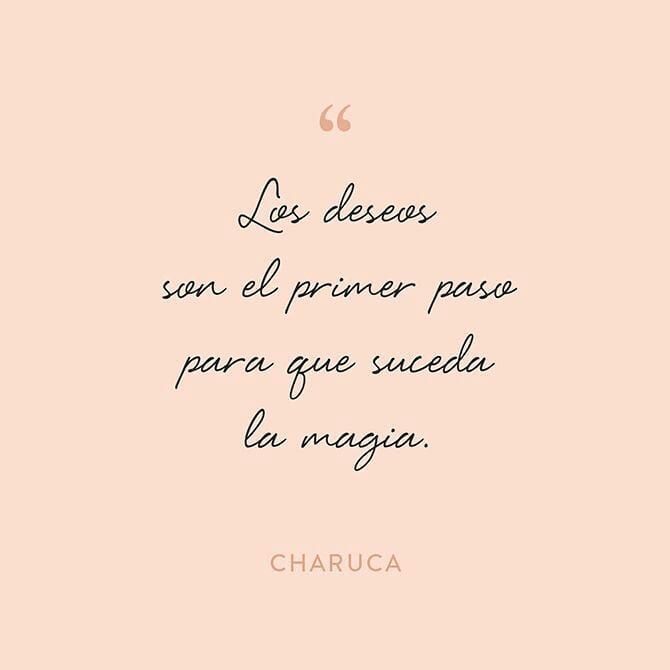 “
Los deseos
son el primer paso
para que suceda
la magia.
CHARUCA